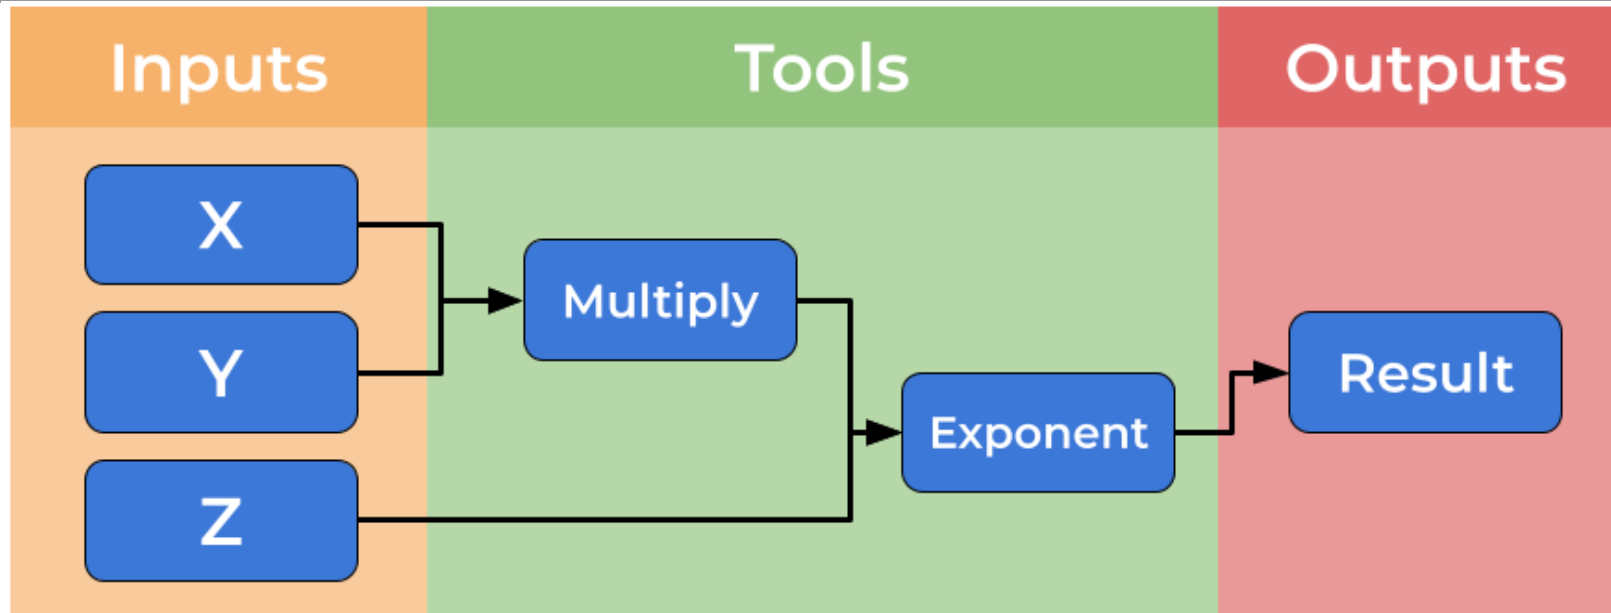 Inputs
Tools
Outputs
X
Y
Z
Multiply
Exponent
Result